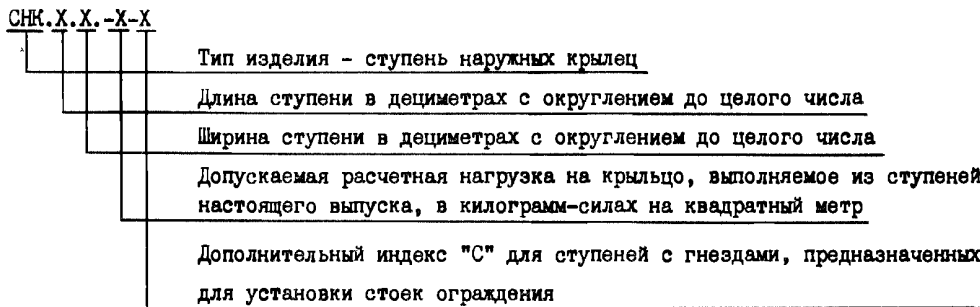 СНК.Х.Х.-Х-Х
Тип изделия - ступень наружных крылец
Длина ступени в дециметрах с округлением до целого числа
Ширина ступени в дециметрах с округлением до целого числа
Допускаемая расчетная нагрузка на крыльцо, выполняемое из ступеней
настоящего выпуска, в килограмм-силах на квадратный метр
Дополнительный индекс "С" для ступеней с гнездами, предназначенных
для установки стоек ограждения